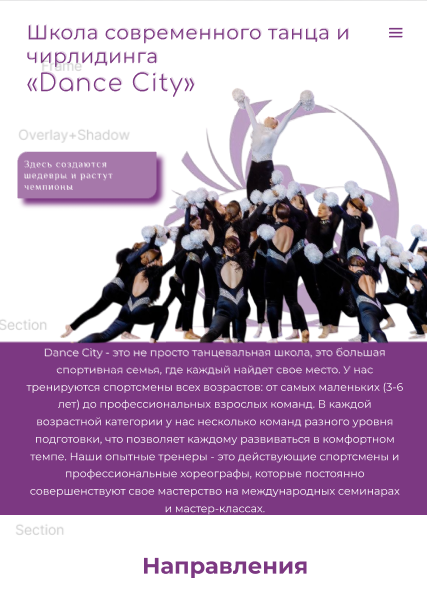 Школа современного танца и
чирлидинга
Frame
«Dance City»
Overlay+Shadow
Здесь создаются
шедевры и растут
чемпионы
Section
Dance City - это не просто танцевальная школа, это большая
спортивная семья, где каждый найдет свое место. У нас
тренируются спортсмены всех возрастов: от самых маленьких (3-6
лет) до профессиональных взрослых команд. В каждой
возрастной категории у нас несколько команд разного уровня
подготовки, что позволяет каждому развиваться в комфортном
темпе. Наши опытные тренеры - это действующие спортсмены и
профессиональные хореографы, которые постоянно
совершенствуют свое мастерство на международных семинарах
и мастер-классах.
Section
Направления